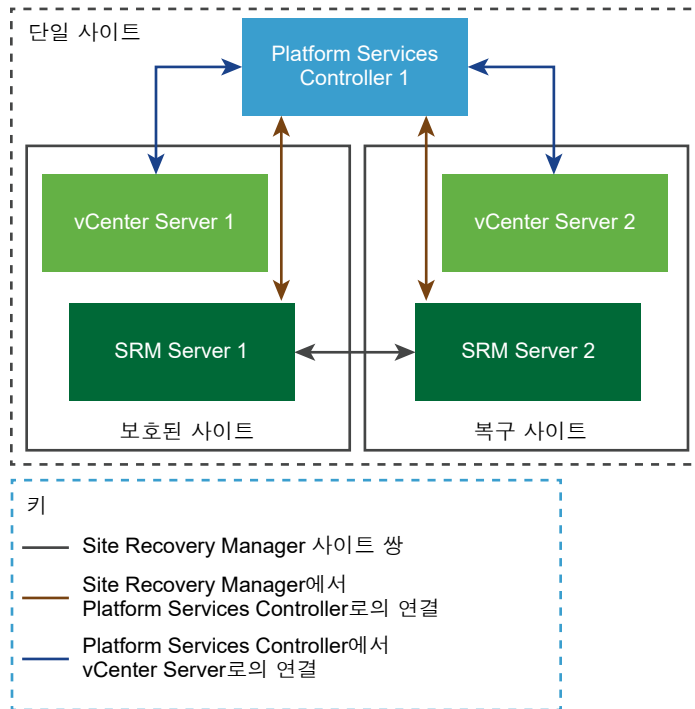 단일 사이트
Platform Services
Controller 1
vCenter Server 1
vCenter Server 2
SRM Server 1
SRM Server 2
보호된 사이트
복구 사이트
키
Site Recovery Manager 사이트 쌍
Site Recovery Manager에서
Platform Services Controller로의 연결
Platform Services Controller에서
vCenter Server로의 연결